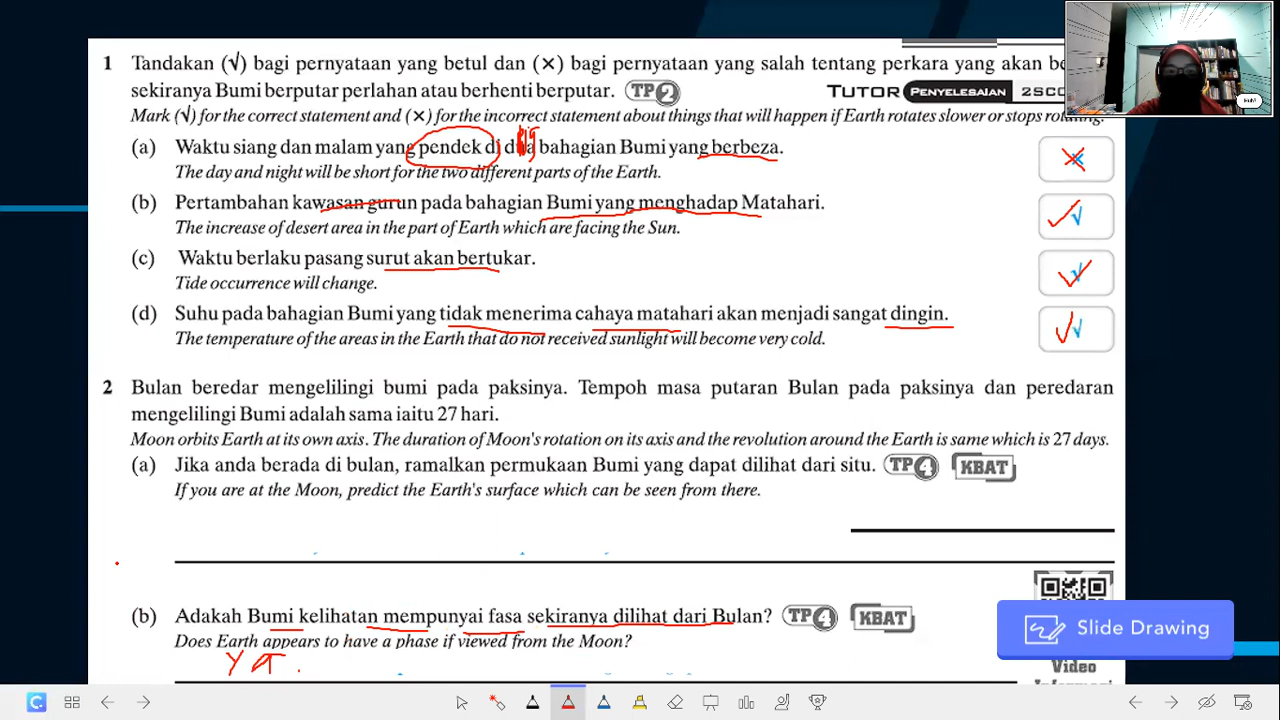 1 Tandakan (√) bagi pernyataan yang betul dan (×) bagi pernyataan yang salah tentang perkara yang akan be
sekiranya Bumi berputar perlahan atau berhenti berputar. TP2 TUTOR PENYELESAIAN 2SCO
Mark (√) for the correct statement and (×) for the incorrect statement about things that will happen if Earth rotates slower or stops rotating.
(a) Waktu siang dan malam yang pendek di dua bahagian Bumi yang berbeza. ×
The day and night will be short for the two different parts of the Earth.
(b) Pertambahan kawasan gurun pada bahagian Bumi yang menghadap Matahari. √
The increase of desert area in the part of Earth which are facing the Sun.
(c) Waktu berlaku pasang surut akan bertukar. √
Tide occurrence will change.
(d) Suhu pada bahagian Bumi yang tidak menerima cahaya matahari akan menjadi sangat dingin. √
The temperature of the areas in the Earth that do not received sunlight will become very cold.
2 Bulan beredar mengelilingi bumi pada paksinya. Tempoh masa putaran Bulan pada paksinya dan peredaran
mengelilingi Bumi adalah sama iaitu 27 hari.
Moon orbits Earth at its own axis. The duration of Moon's rotation on its axis and the revolution around the Earth is same which is 27 days.
(a) Jika anda berada di bulan, ramalkan permukaan Bumi yang dapat dilihat dari situ. TP4 KBAT
If you are at the Moon, predict the Earth's surface which can be seen from there.
(b) Adakah Bumi kelihatan mempunyai fasa sekiranya dilihat dari Bulan? TP4 KBAT
Does Earth appears to have a phase if viewed from the Moon?
Ya.
Slide Drawing
Video